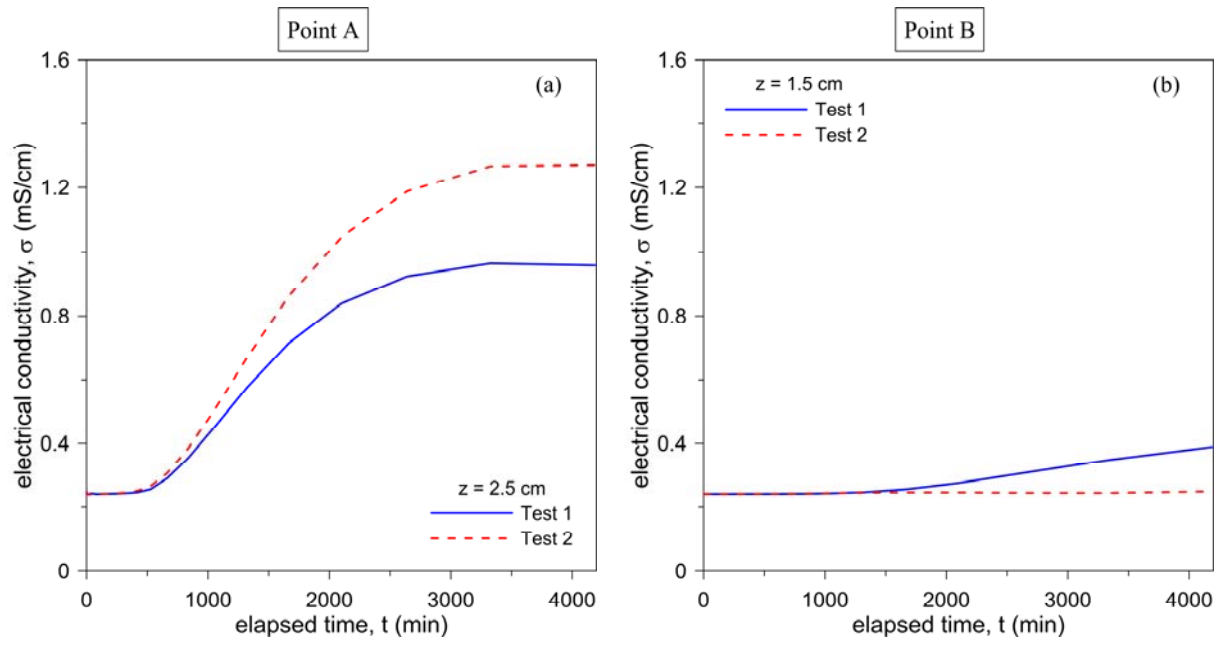 Point A
1.6
1.2
0.8
0.4
0
electrical conductivity, σ (mS/cm)
(a)
z = 2.5 cm
Test 1
Test 2
0 1000 2000 3000 4000
elapsed time, t (min)
Point B
1.6
1.2
0.8
0.4
0
electrical conductivity, σ (mS/cm)
(b)
z = 1.5 cm
Test 1
Test 2
0 1000 2000 3000 4000
elapsed time, t (min)